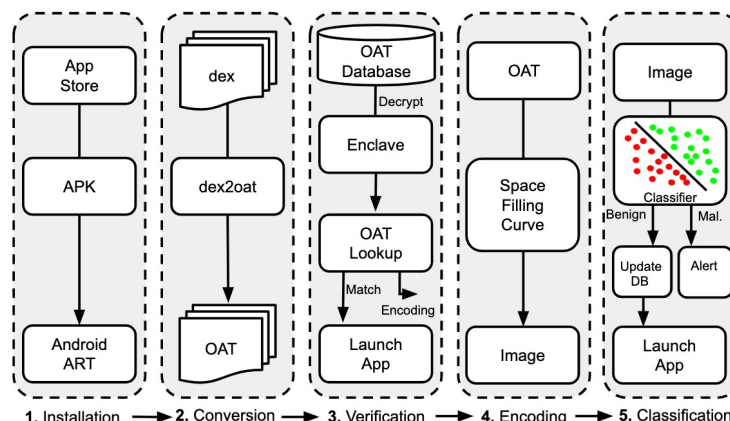 App
Store
APK
Android
ART
1. Installation
dex
dex2oat
OAT
2. Conversion
OAT
Database
Decrypt
Enclave
OAT
Lookup
Match
Encoding
Launch
App
3. Verification
OAT
Space
Filling
Curve
Image
4. Encoding
Image
Classifier
Benign
Mal.
Update
DB
Alert
Launch
App
5. Classification